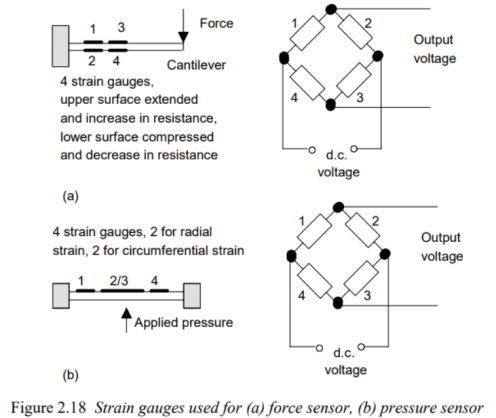 1 3
Force
2 4
Cantilever
4 strain gauges,
upper surface extended
and increase in resistance,
lower surface compressed
and decrease in resistance
1
2
4
3
Output
voltage
d.c.
voltage
(a)
4 strain gauges, 2 for radial
strain, 2 for circumferential strain
1 2/3 4
Applied pressure
1
2
4
3
Output
voltage
d.c.
voltage
(b)
Figure 2.18 Strain gauges used for (a) force sensor, (b) pressure sensor